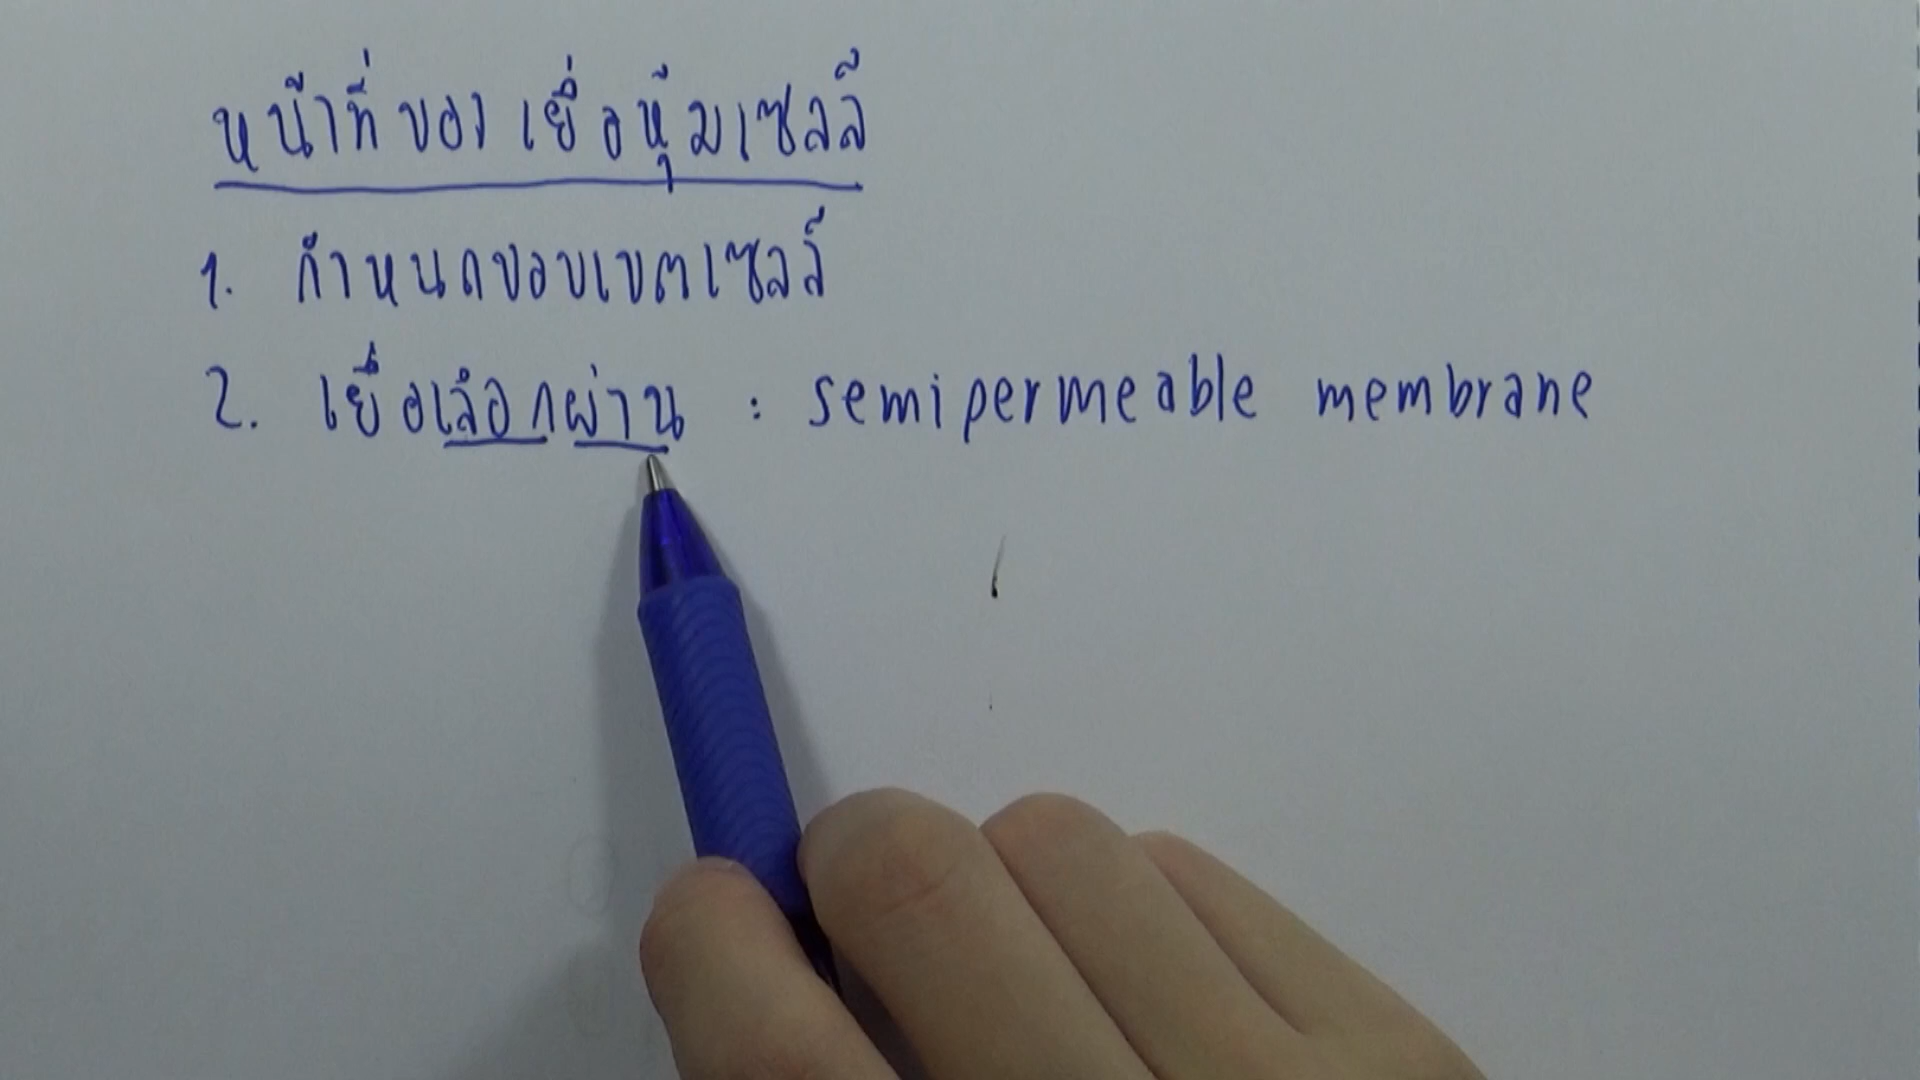 หน้าที่ของเยื่อหุ้มเซลล์
1. กำหนดขอบเขตเซลล์
2. เยื่อเลือกผ่าน : semipermeable membrane